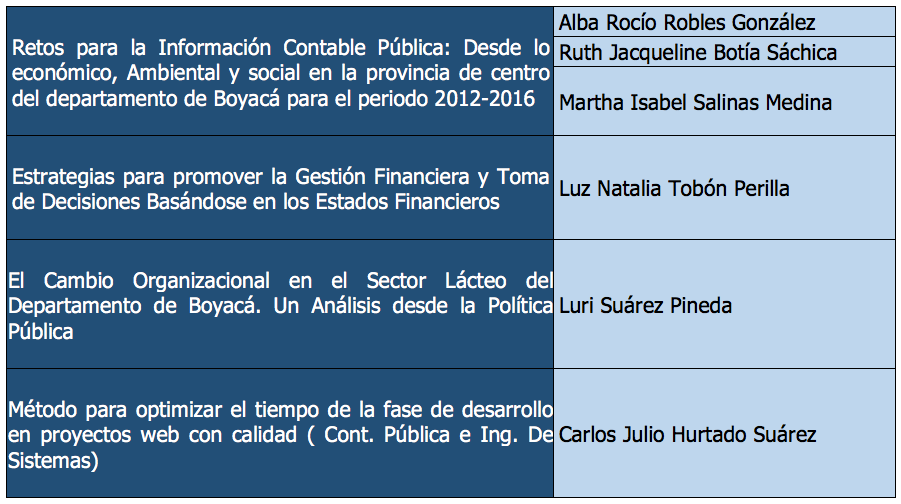 Retos para la Información Contable Pública: Desde lo
económico, Ambiental y social en la provincia de centro
del departamento de Boyacá para el periodo 2012-2016
Alba Rocío Robles González
Ruth Jacqueline Botía Sáchica
Martha Isabel Salinas Medina
Estrategias para promover la Gestión Financiera y Toma
de Decisiones Basándose en los Estados Financieros
Luz Natalia Tobón Perilla
El Cambio Organizacional en el Sector Lácteo del
Departamento de Boyacá. Un Análisis desde la Política
Pública
Luri Suárez Pineda
Método para optimizar el tiempo de la fase de desarrollo
en proyectos web con calidad ( Cont. Pública e Ing. De
Sistemas)
Carlos Julio Hurtado Suárez